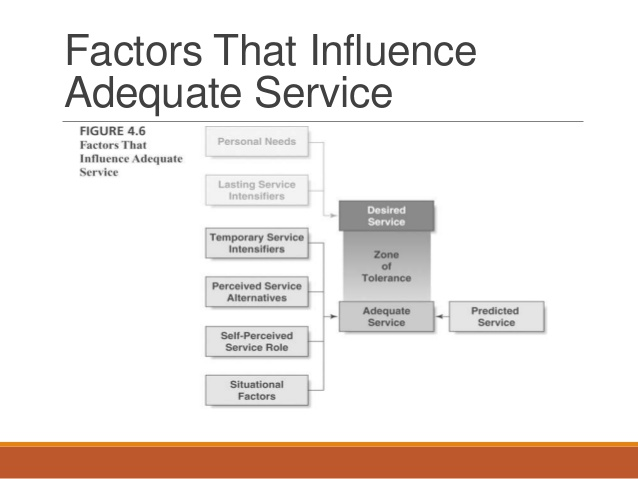 Factors That Influence
Adequate Service
FIGURE 4.6
Factors That
Influence Adequate
Service
Personal Needs
Lasting Service
Intensifiers
Temporary Service
Intensifiers
Perceived Service
Alternatives
Self-Perceived
Service Role
Situational
Factors
Desired
Service
Zone
of
Tolerance
Adequate
Service
Predicted
Service